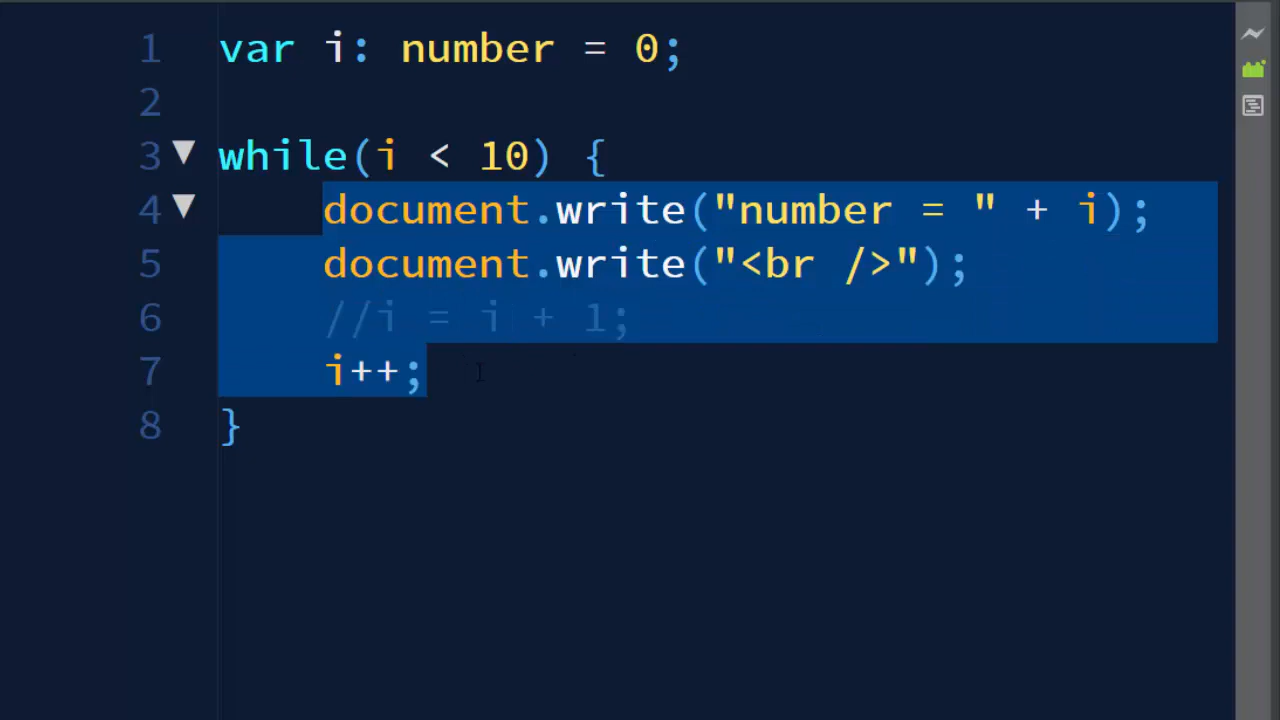 1 var i: number = 0;
2
3 while(i < 10) {
4 document.write("number = " + i);
5 document.write("<br />");
6 //i = i + 1;
7 i++;
8 }